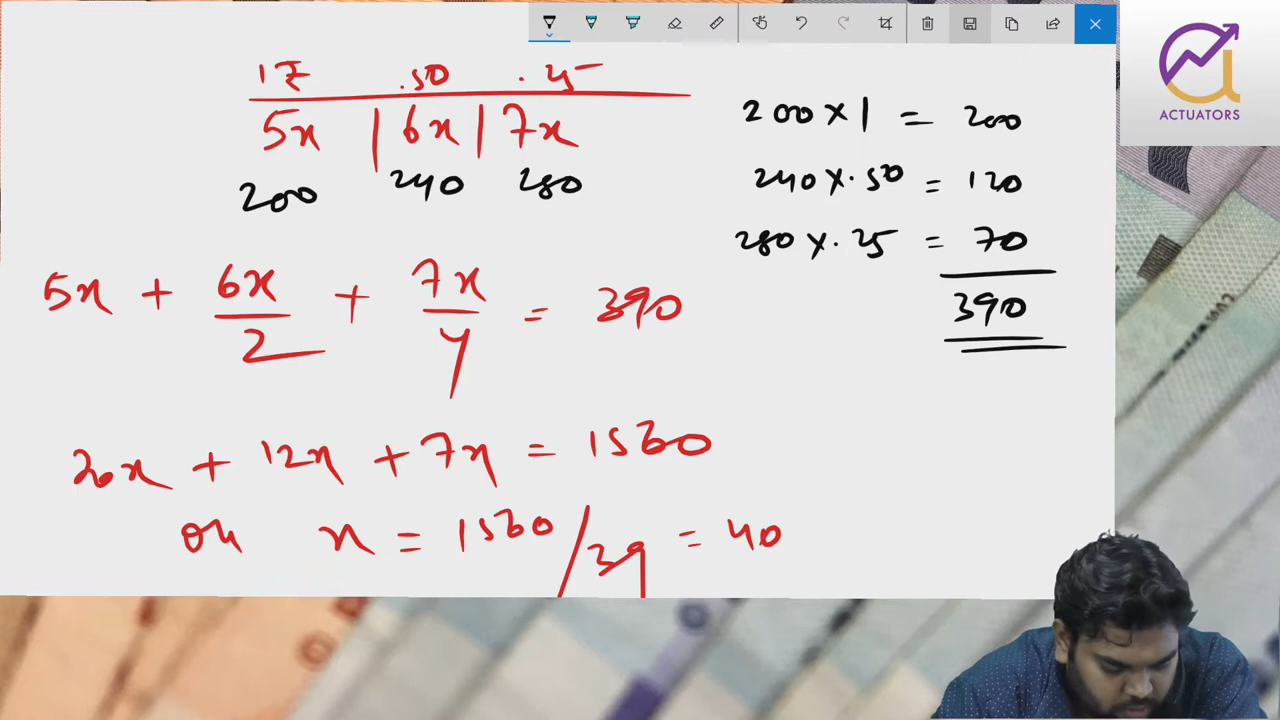 1₹ .50 .25
5x | 6x | 7x
200 240 280
5x + 6x/2 + 7x/4 = 390
20x + 12x + 7x = 1560
or x = 1560/39 = 40
200 × 1 = 200
240 × .50 = 120
280 × .25 = 70
390
ACTUATORS